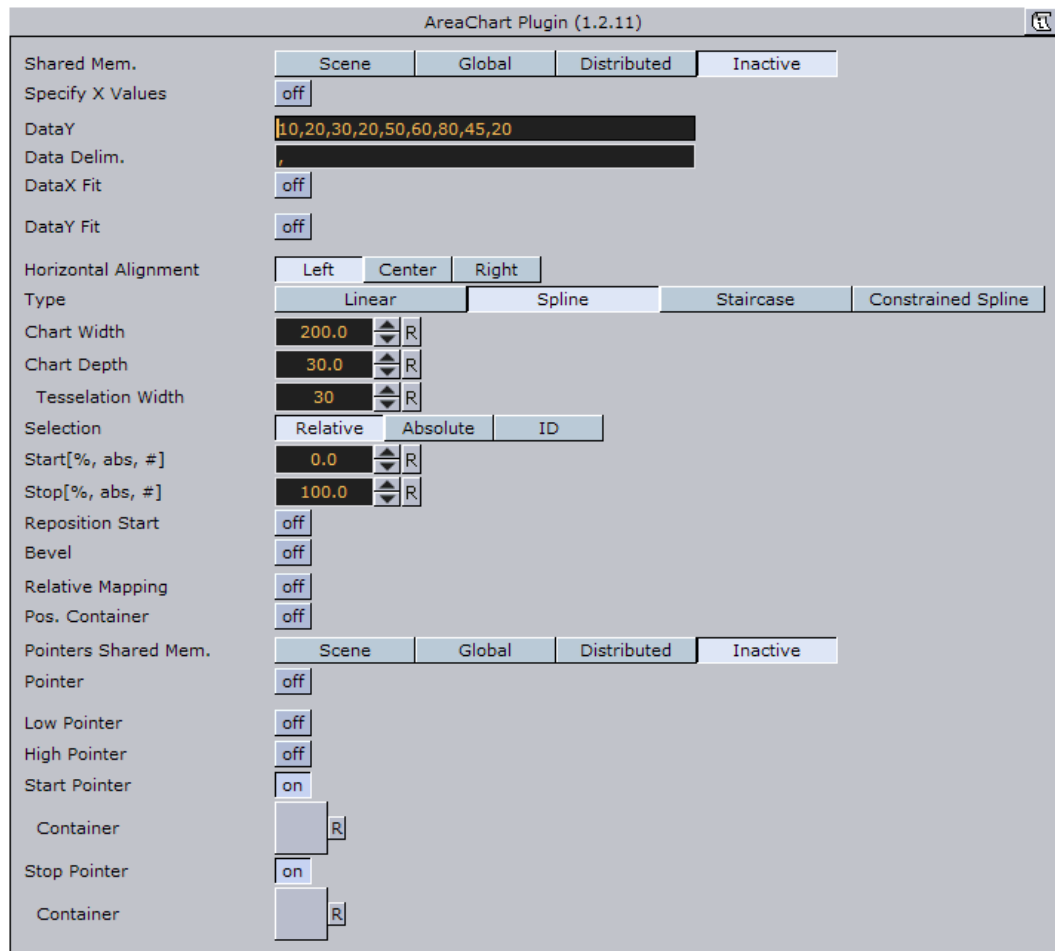 AreaChart Plugin (1.2.11)
Shared Mem. Scene Global Distributed Inactive
Specify X Values off
DataY 10,20,30,20,50,60,80,45,20
Data Delim. ,
DataX Fit off
DataY Fit off
Horizontal Alignment Left Center Right
Type Linear Spline Staircase Constrained Spline
Chart Width 200.0 R
Chart Depth 30.0 R
Tesselation Width 30 R
Selection Relative Absolute ID
Start[%, abs, #] 0.0 R
Stop[%, abs, #] 100.0 R
Reposition Start off
Bevel off
Relative Mapping off
Pos. Container off
Pointers Shared Mem. Scene Global Distributed Inactive
Pointer off
Low Pointer off
High Pointer off
Start Pointer on
Container R
Stop Pointer on
Container R